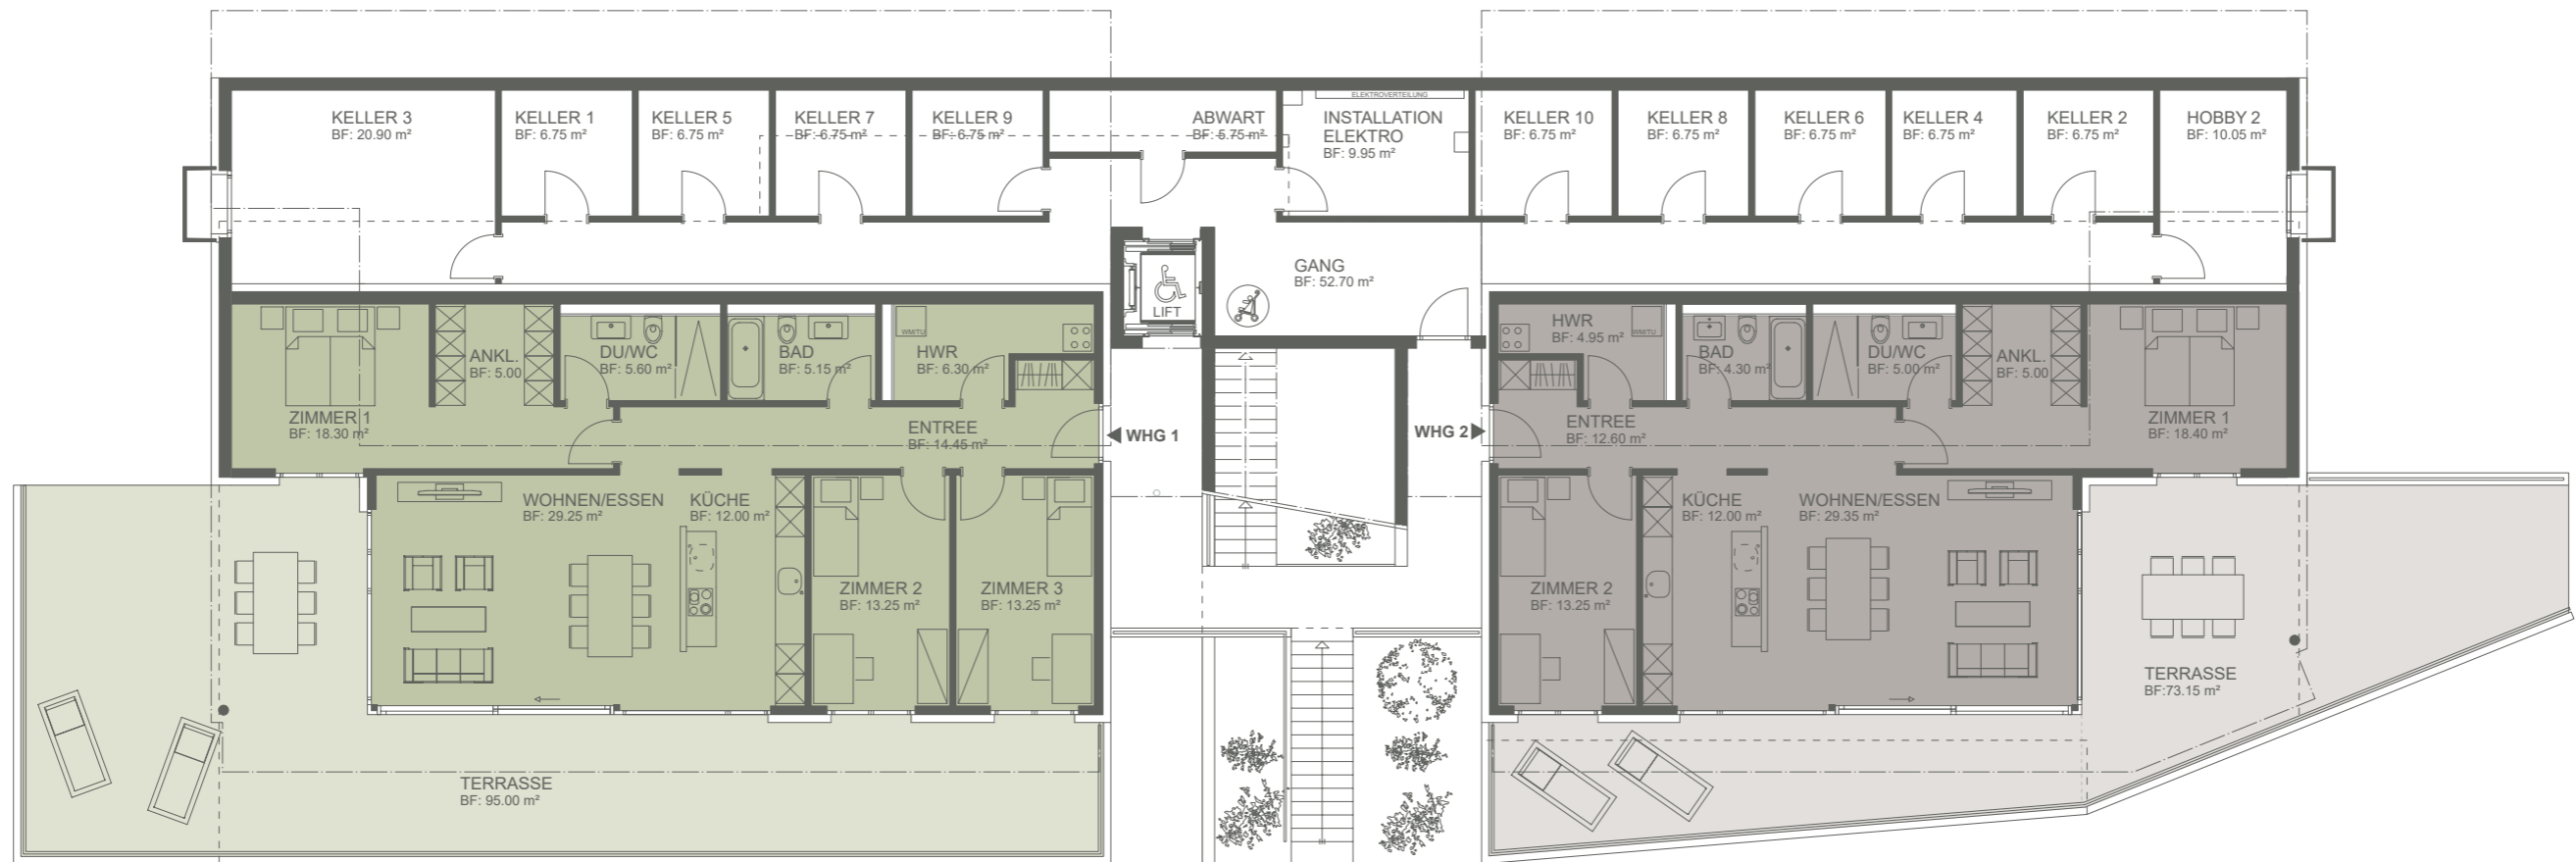 ELEKTROVERTEILUNG
KELLER 3
BF: 20.90 m²
KELLER 1
BF: 6.75 m²
KELLER 5
BF: 6.75 m²
KELLER 7
BF: 6.75 m²
KELLER 9
BF: 6.75 m²
ABWART
BF: 5.75 m²
INSTALLATION
ELEKTRO
BF: 9.95 m²
KELLER 10
BF: 6.75 m²
KELLER 8
BF: 6.75 m²
KELLER 6
BF: 6.75 m²
KELLER 4
BF: 6.75 m²
KELLER 2
BF: 6.75 m²
HOBBY 2
BF: 10.05 m²
GANG
BF: 52.70 m²
LIFT
ZIMMER 1
BF: 18.30 m²
ANKL.
BF: 5.00
DU/WC
BF: 5.60 m²
BAD
BF: 5.15 m²
WM/TU
HWR
BF: 6.30 m²
ENTREE
BF: 14.45 m²
WHG 1
WHG 2
HWR
BF: 4.95 m²
WM/TU
BAD
BF: 4.30 m²
DU/WC
BF: 5.00 m²
ANKL.
BF: 5.00
ZIMMER 1
BF: 18.40 m²
ENTREE
BF: 12.60 m²
WOHNEN/ESSEN
BF: 29.25 m²
KÜCHE
BF: 12.00 m²
ZIMMER 2
BF: 13.25 m²
ZIMMER 3
BF: 13.25 m²
KÜCHE
BF: 12.00 m²
WOHNEN/ESSEN
BF: 29.35 m²
ZIMMER 2
BF: 13.25 m²
TERRASSE
BF:73.15 m²
TERRASSE
BF: 95.00 m²